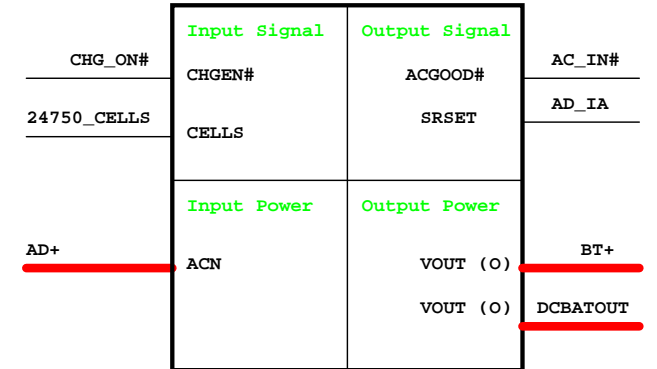 Input Signal
Output Signal
CHG_ON#
CHGEN#
ACGOOD#
AC_IN#
24750_CELLS
CELLS
SRSET
AD_IA
Input Power
Output Power
AD+
ACN
VOUT (O)
BT+
VOUT (O)
DCBATOUT